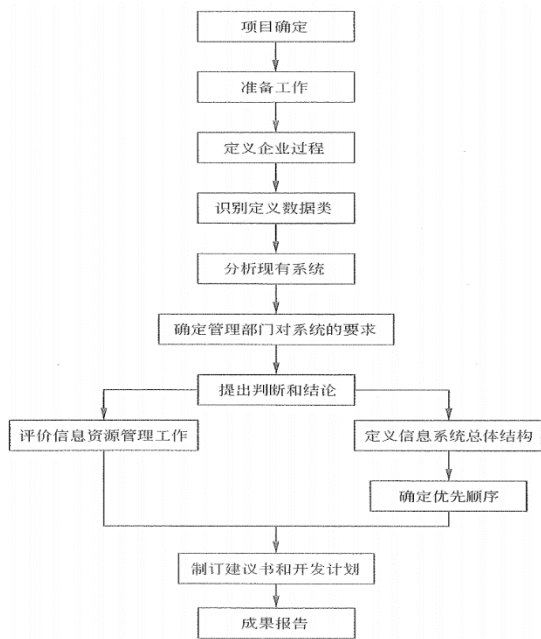 项目确定
准备工作
定义企业过程
识别定义数据类
分析现有系统
确定管理部门对系统的要求
提出判断和结论
评价信息资源管理工作
定义信息系统总体结构
确定优先顺序
制订建议书和开发计划
成果报告